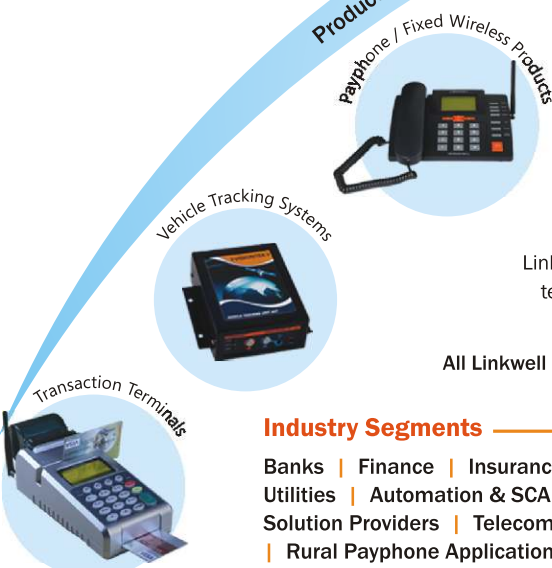 Produc
Payphone / Fixed Wireless Products
Vehicle Tracking Systems
Link
te
All Linkwell
Transaction Terminals
Industry Segments
Banks | Finance | Insuranc
Utilities | Automation & SCA
Solution Providers | Telecom
| Rural Payphone Application